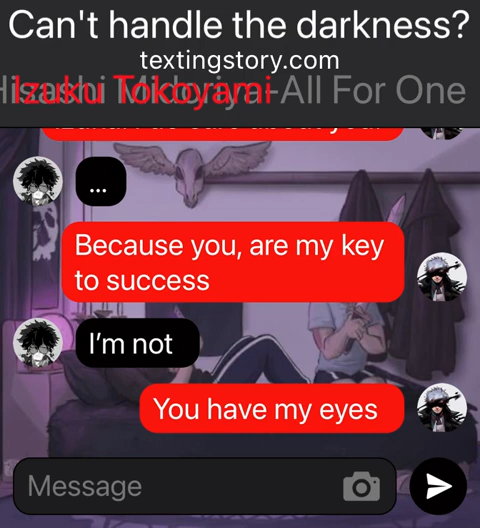 Can't handle the darkness?
textingstory.com
Izuku Tokoyami
-All For One
...
Because you, are my key
to success
I'm not
You have my eyes
Message